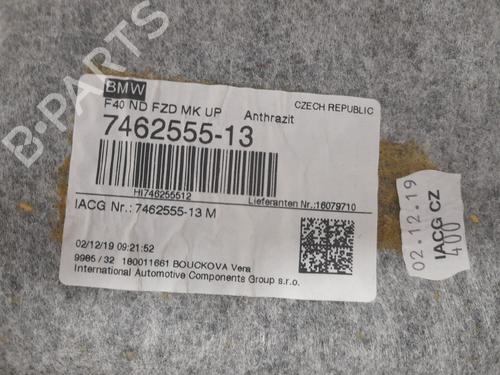 BMW
F40 ND FZD MK UP
Anthrazit
CZECH REPUBLIC
7462555-13
HI746255512
Lieferanten Nr.:16079710
IACG Nr.: 7462555-13 M
02/12/19 09:21:52
9985 / 32 180011661 BOUCKOVA Vera
International Automotive Components Group s.r.o.
02.12.19
IACG CZ
400
B-PARTS